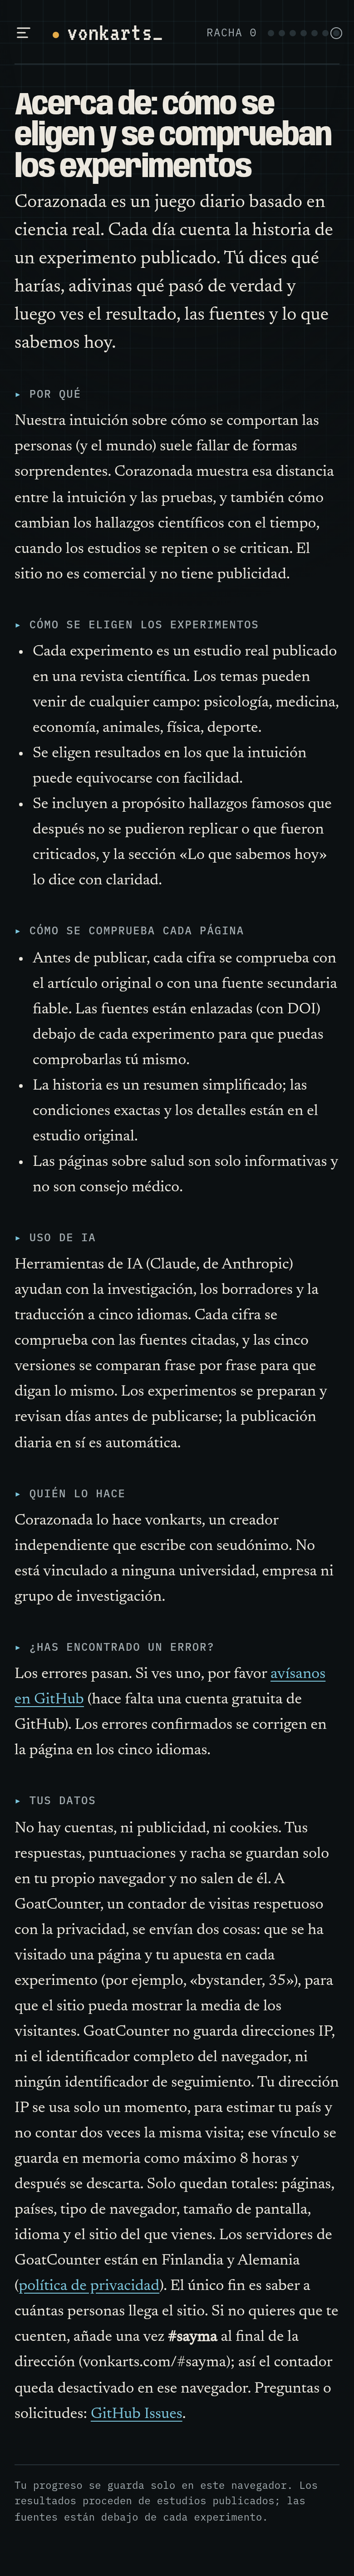 vonkarts_
RACHA 0
Acerca de: cómo se
eligen y se comprueban
los experimentos
Corazonada es un juego diario basado en
ciencia real. Cada día cuenta la historia de
un experimento publicado. Tú dices qué
harías, adivinas qué pasó de verdad y
luego ves el resultado, las fuentes y lo que
sabemos hoy.
▸ POR QUÉ
Nuestra intuición sobre cómo se comportan las
personas (y el mundo) suele fallar de formas
sorprendentes. Corazonada muestra esa distancia
entre la intuición y las pruebas, y también cómo
cambian los hallazgos científicos con el tiempo,
cuando los estudios se repiten o se critican. El
sitio no es comercial y no tiene publicidad.
▸ CÓMO SE ELIGEN LOS EXPERIMENTOS
• Cada experimento es un estudio real publicado
en una revista científica. Los temas pueden
venir de cualquier campo: psicología, medicina,
economía, animales, física, deporte.
• Se eligen resultados en los que la intuición
puede equivocarse con facilidad.
• Se incluyen a propósito hallazgos famosos que
después no se pudieron replicar o que fueron
criticados, y la sección «Lo que sabemos hoy»
lo dice con claridad.
▸ CÓMO SE COMPRUEBA CADA PÁGINA
• Antes de publicar, cada cifra se comprueba con
el artículo original o con una fuente secundaria
fiable. Las fuentes están enlazadas (con DOI)
debajo de cada experimento para que puedas
comprobarlas tú mismo.
• La historia es un resumen simplificado; las
condiciones exactas y los detalles están en el
estudio original.
• Las páginas sobre salud son solo informativas y
no son consejo médico.
▸ USO DE IA
Herramientas de IA (Claude, de Anthropic)
ayudan con la investigación, los borradores y la
traducción a cinco idiomas. Cada cifra se
comprueba con las fuentes citadas, y las cinco
versiones se comparan frase por frase para que
digan lo mismo. Los experimentos se preparan y
revisan días antes de publicarse; la publicación
diaria en sí es automática.
▸ QUIÉN LO HACE
Corazonada lo hace vonkarts, un creador
independiente que escribe con seudónimo. No
está vinculado a ninguna universidad, empresa ni
grupo de investigación.
▸ ¿HAS ENCONTRADO UN ERROR?
Los errores pasan. Si ves uno, por favor avísanos
en GitHub (hace falta una cuenta gratuita de
GitHub). Los errores confirmados se corrigen en
la página en los cinco idiomas.
▸ TUS DATOS
No hay cuentas, ni publicidad, ni cookies. Tus
respuestas, puntuaciones y racha se guardan solo
en tu propio navegador y no salen de él. A
GoatCounter, un contador de visitas respetuoso
con la privacidad, se envían dos cosas: que se ha
visitado una página y tu apuesta en cada
experimento (por ejemplo, «bystander, 35»), para
que el sitio pueda mostrar la media de los
visitantes. GoatCounter no guarda direcciones IP,
ni el identificador completo del navegador, ni
ningún identificador de seguimiento. Tu dirección
IP se usa solo un momento, para estimar tu país y
no contar dos veces la misma visita; ese vínculo se
guarda en memoria como máximo 8 horas y
después se descarta. Solo quedan totales: páginas,
países, tipo de navegador, tamaño de pantalla,
idioma y el sitio del que vienes. Los servidores de
GoatCounter están en Finlandia y Alemania
(política de privacidad). El único fin es saber a
cuántas personas llega el sitio. Si no quieres que te
cuenten, añade una vez #sayma al final de la
dirección (vonkarts.com/#sayma); así el contador
queda desactivado en ese navegador. Preguntas o
solicitudes: GitHub Issues.
Tu progreso se guarda solo en este navegador. Los
resultados proceden de estudios publicados; las
fuentes están debajo de cada experimento.